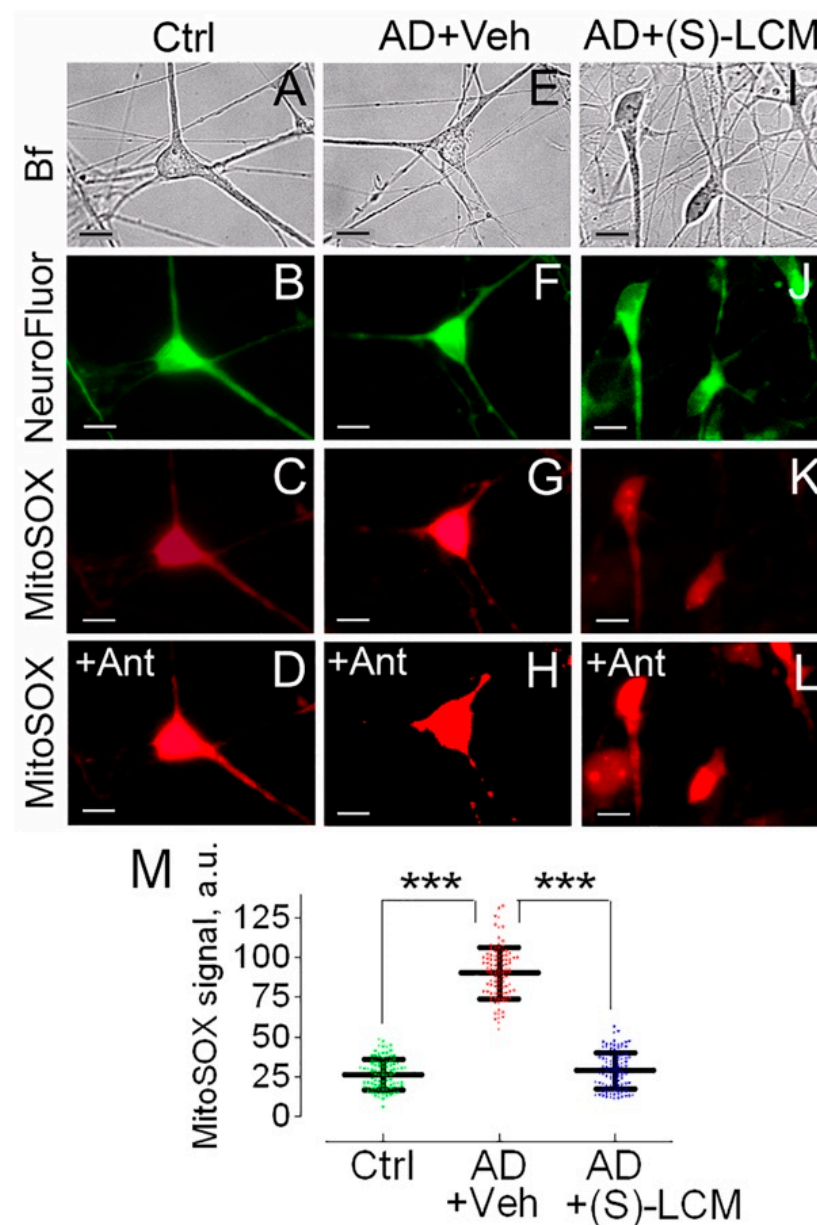 Ctrl AD+Veh AD+(S)-LCM
Bf A E I
NeuroFluor B F J
MitoSOX C G K
MitoSOX +Ant D +Ant H +Ant L
M
*** ***
MitoSOX signal, a.u.
125
100
75
50
25
0
Ctrl AD AD
+Veh +(S)-LCM